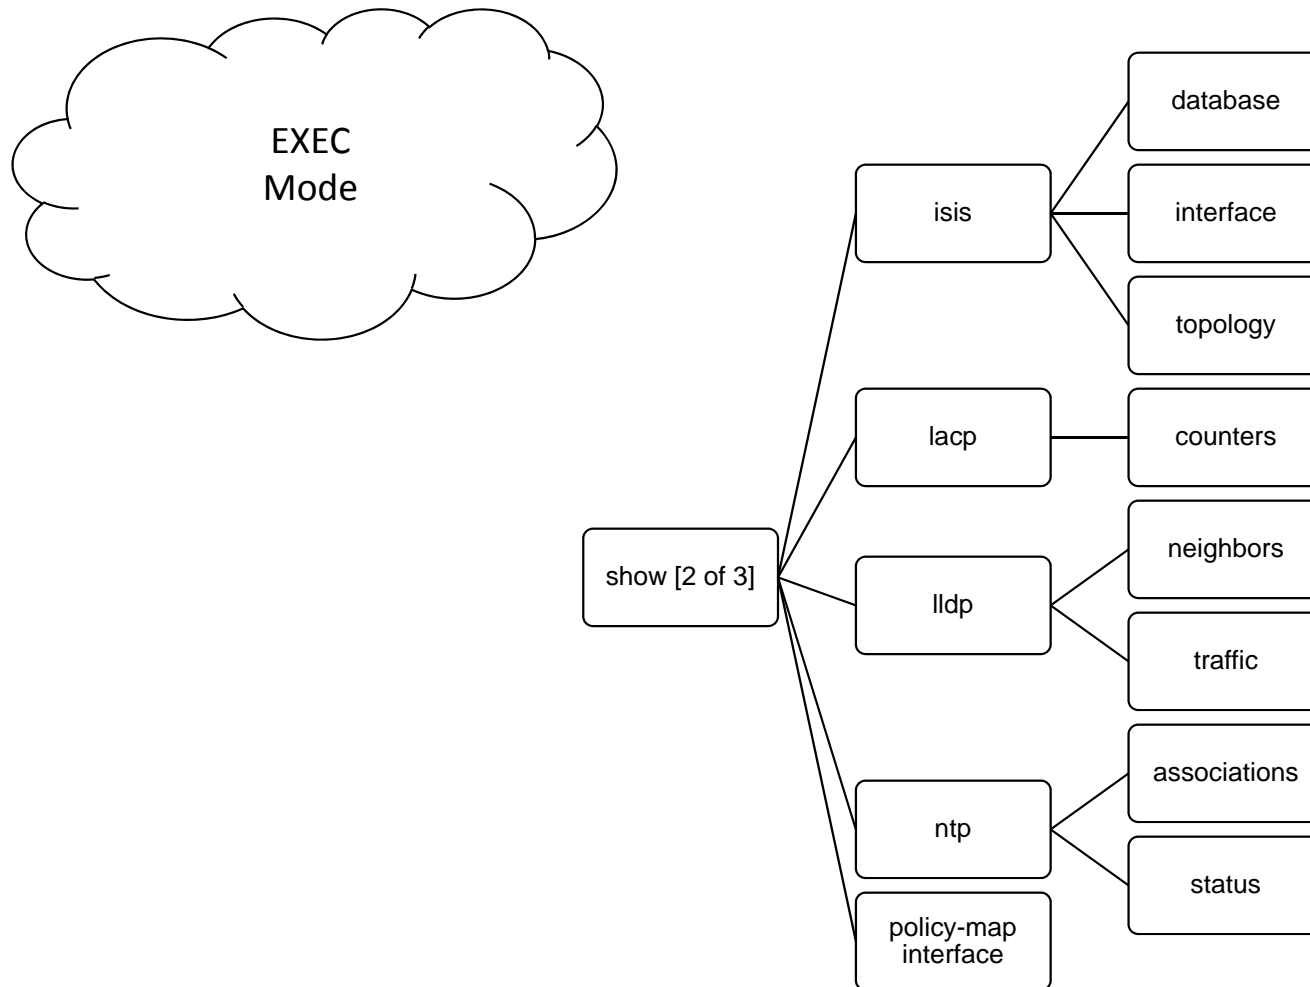 EXEC
Mode
database
isis
interface
topology
lacp
counters
show [2 of 3]
lldp
neighbors
traffic
ntp
associations
status
policy-map
interface